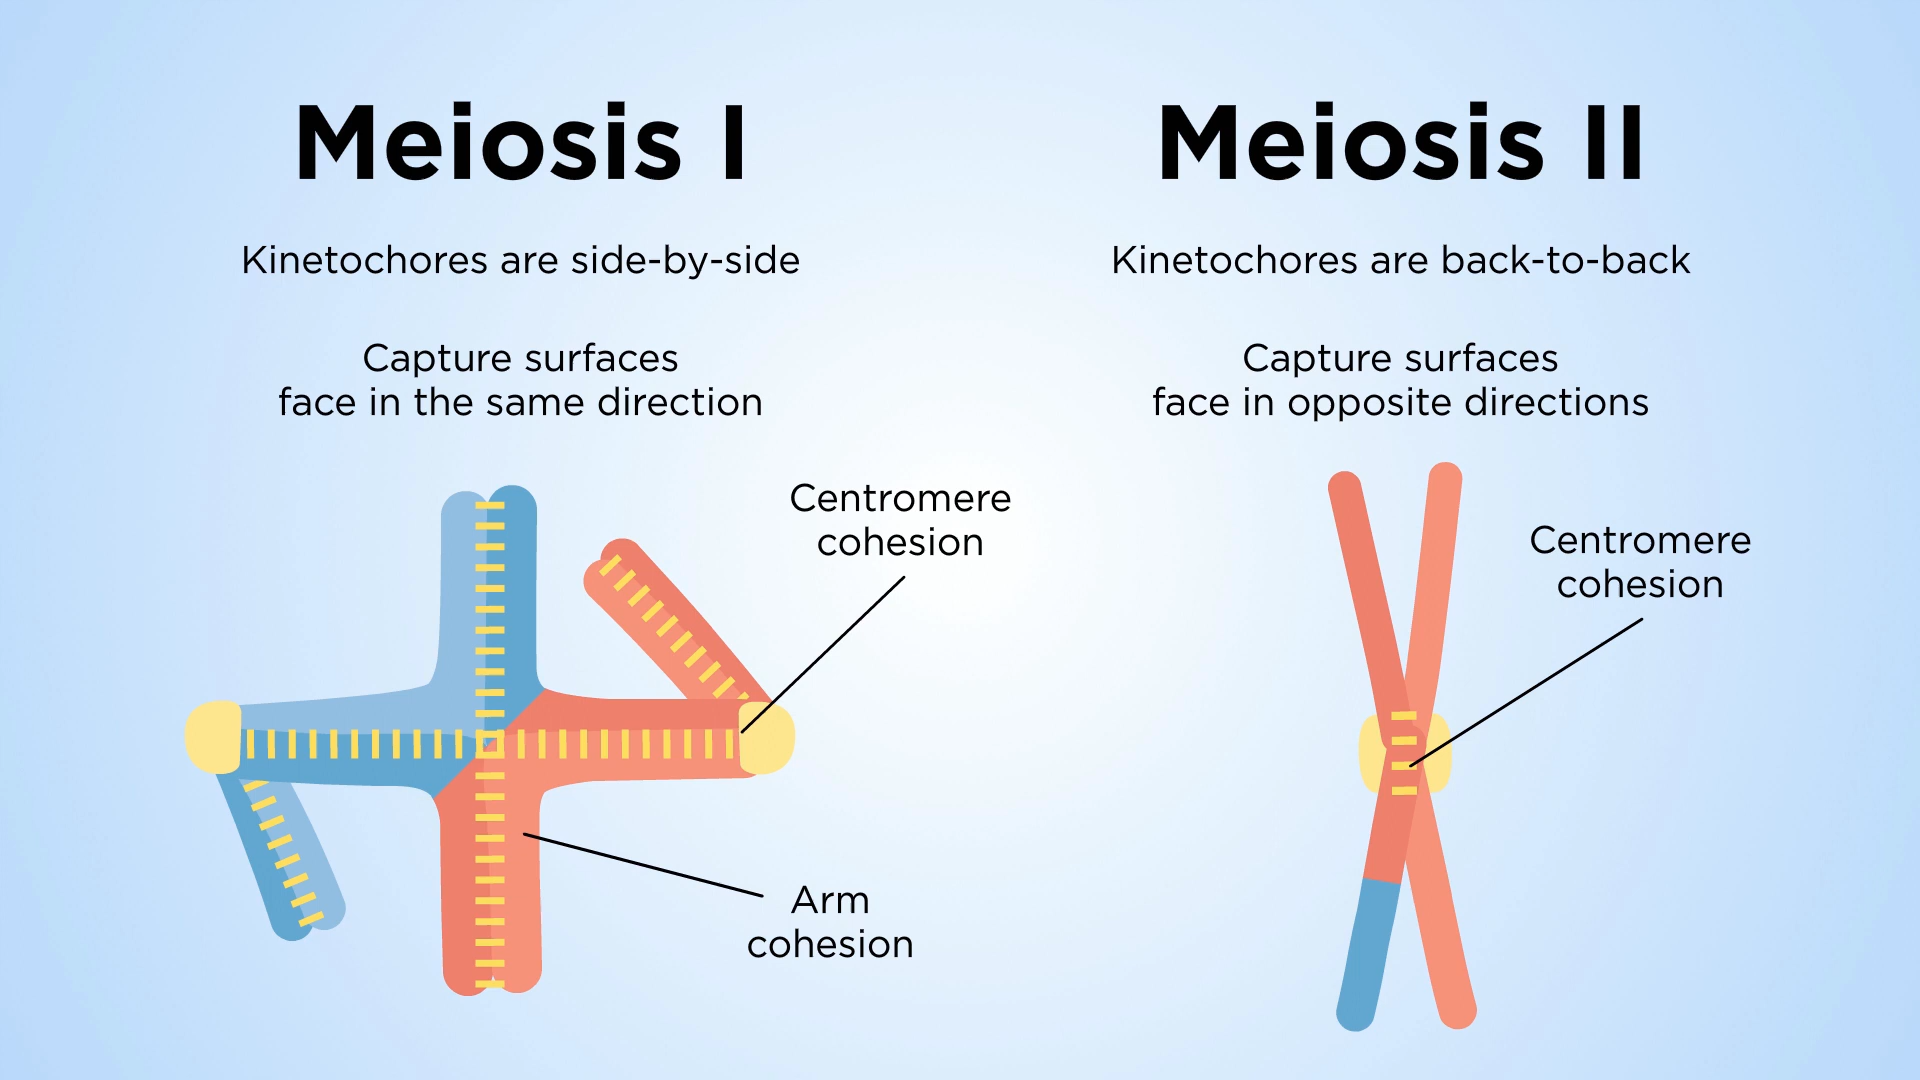 Meiosis I
Kinetochores are side-by-side
Capture surfaces
face in the same direction
Centromere
cohesion
Arm
cohesion
Meiosis II
Kinetochores are back-to-back
Capture surfaces
face in opposite directions
Centromere
cohesion